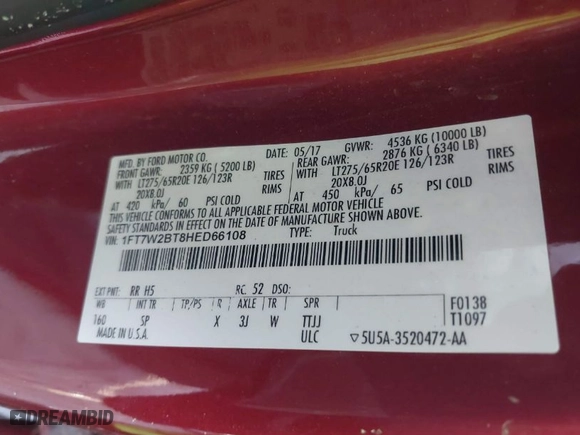 MFD. BY FORD MOTOR CO. DATE: 05/17 GVWR: 4536 KG (10000 LB)
FRONT GAWR: 2359 KG (5200 LB) REAR GAWR: 2876 KG (6340 LB)
WITH LT275/65R20E 126/123R TIRES WITH LT275/65R20E 126/123R TIRES
20X8.0J RIMS 20X8.0J RIMS
AT 420 kPa/ 60 PSI COLD AT 450 kPa/ 65 PSI COLD
THIS VEHICLE CONFORMS TO ALL APPLICABLE FEDERAL MOTOR VEHICLE
SAFETY AND THEFT PREVENTION STANDARDS IN EFFECT ON THE DATE OF MANUFACTURE SHOWN ABOVE.
VIN: 1FT7W2BT8HED66108 TYPE: Truck
EXT PNT: RR H5 RC: 52 DSO:
WB INT TR TP/PS R AXLE TR SPR F0138
160 SP X 3J W TTJJ T1097
MADE IN U.S.A. ULC ▽5U5A-3520472-AA
DREAMBID